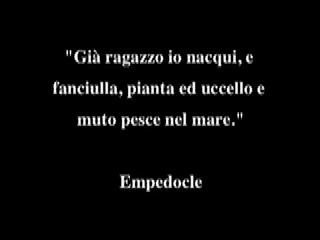 "Già ragazzo io nacqui, e
fanciulla, pianta ed uccello e
muto pesce nel mare."
Empedocle